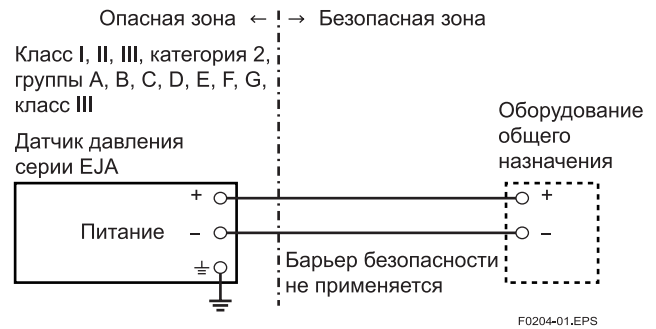 Опасная зона ← → Безопасная зона
Класс I, II, III, категория 2,
группы A, B, C, D, E, F, G,
класс III
Датчик давления
серии EJA
Оборудование
общего
назначения
+
Питание –
+
–
Барьер безопасности
не применяется
F0204-01.EPS